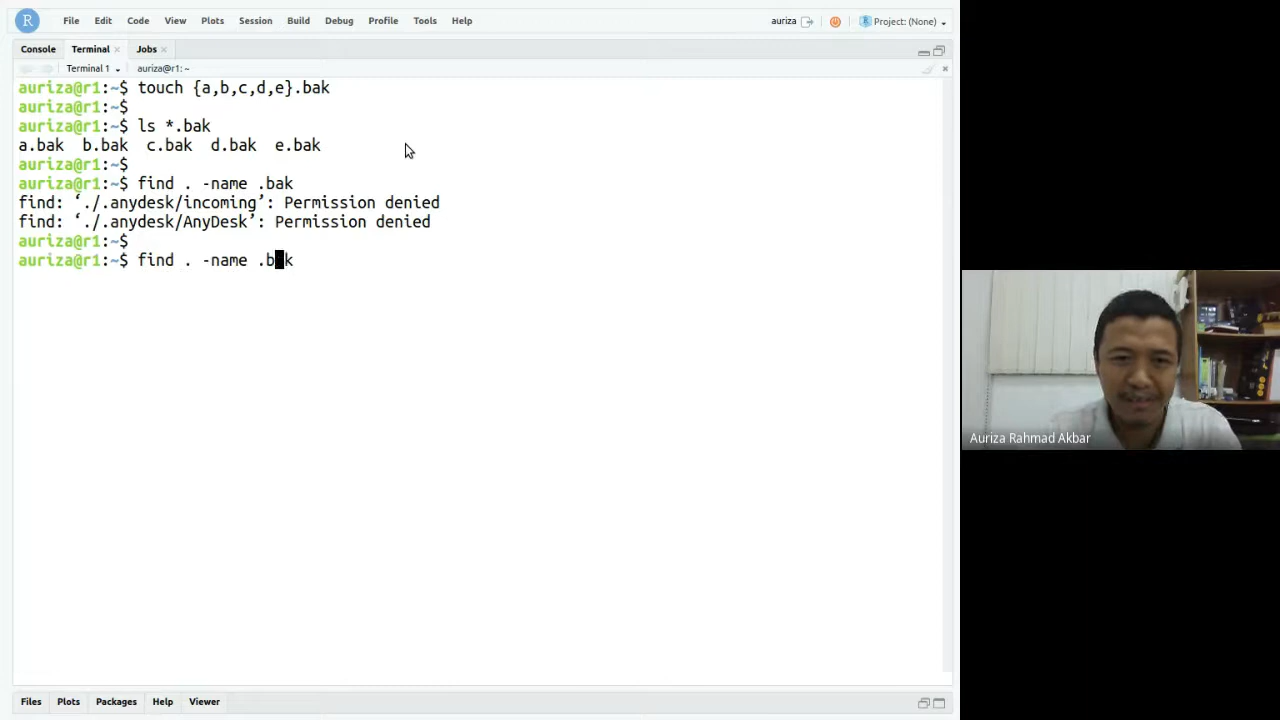 R File Edit Code View Plots Session Build Debug Profile Tools Help auriza R Project: (None)
Console Terminal Jobs
Terminal 1 auriza@r1: ~
auriza@r1:~$ touch {a,b,c,d,e}.bak
auriza@r1:~$
auriza@r1:~$ ls *.bak
a.bak b.bak c.bak d.bak e.bak
auriza@r1:~$
auriza@r1:~$ find . -name .bak
find: ‘./.anydesk/incoming’: Permission denied
find: ‘./.anydesk/AnyDesk’: Permission denied
auriza@r1:~$
auriza@r1:~$ find . -name .bak
Auriza Rahmad Akbar
Files Plots Packages Help Viewer